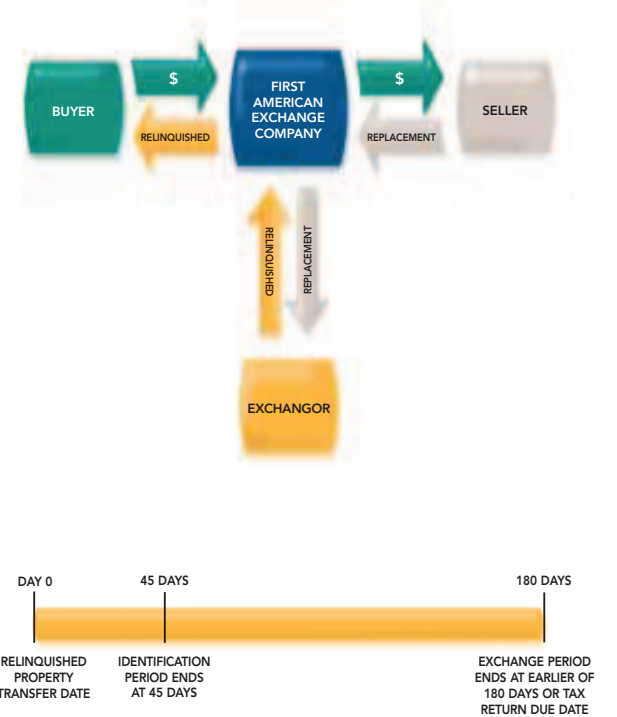 $
$
BUYER
FIRST
AMERICAN
EXCHANGE
COMPANY
SELLER
RELINQUISHED
REPLACEMENT
RELINQUISHED
REPLACEMENT
EXCHANGOR
DAY 0
45 DAYS
180 DAYS
RELINQUISHED
PROPERTY
TRANSFER DATE
IDENTIFICATION
PERIOD ENDS
AT 45 DAYS
EXCHANGE PERIOD
ENDS AT EARLIER OF
180 DAYS OR TAX
RETURN DUE DATE